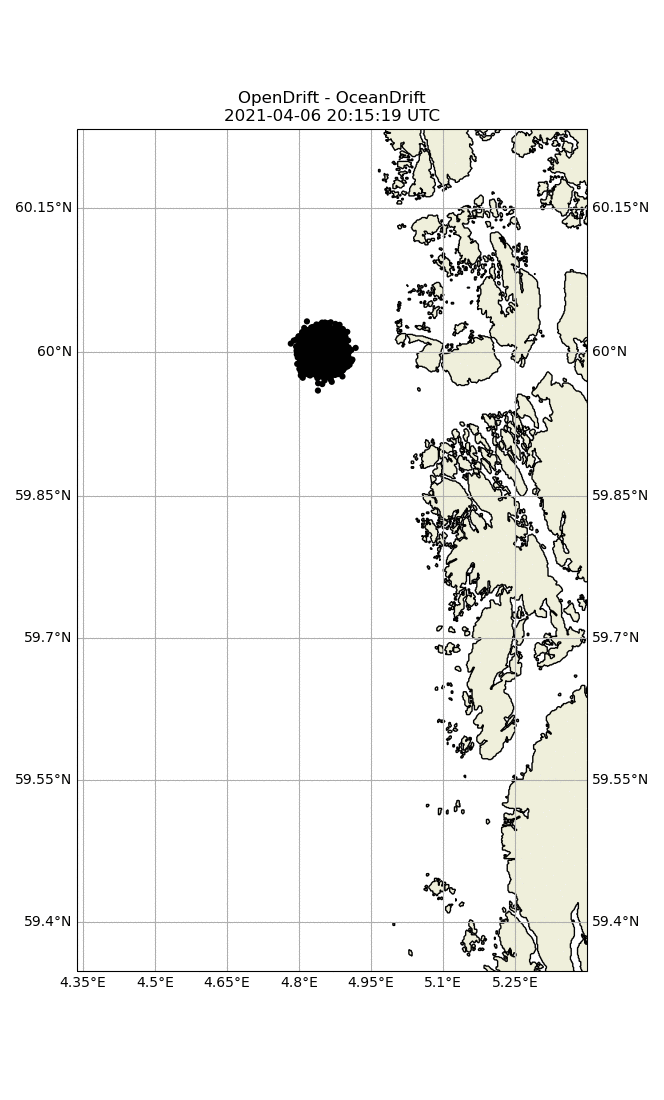 OpenDrift - OceanDrift
2021-04-06 20:15:19 UTC
60.15°N 60.15°N
60°N 60°N
59.85°N 59.85°N
59.7°N 59.7°N
59.55°N 59.55°N
59.4°N 59.4°N
4.35°E 4.5°E 4.65°E 4.8°E 4.95°E 5.1°E 5.25°E